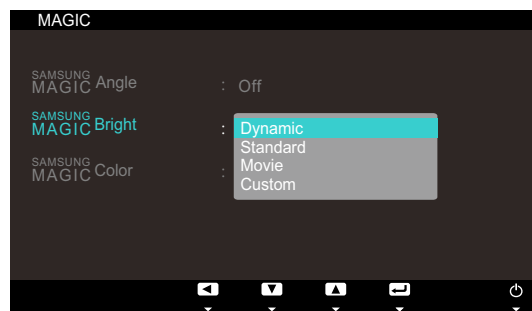 MAGIC
SAMSUNG
MAGIC Angle : Off
SAMSUNG
MAGIC Bright : Dynamic
Standard
Movie
Custom
SAMSUNG
MAGIC Color :